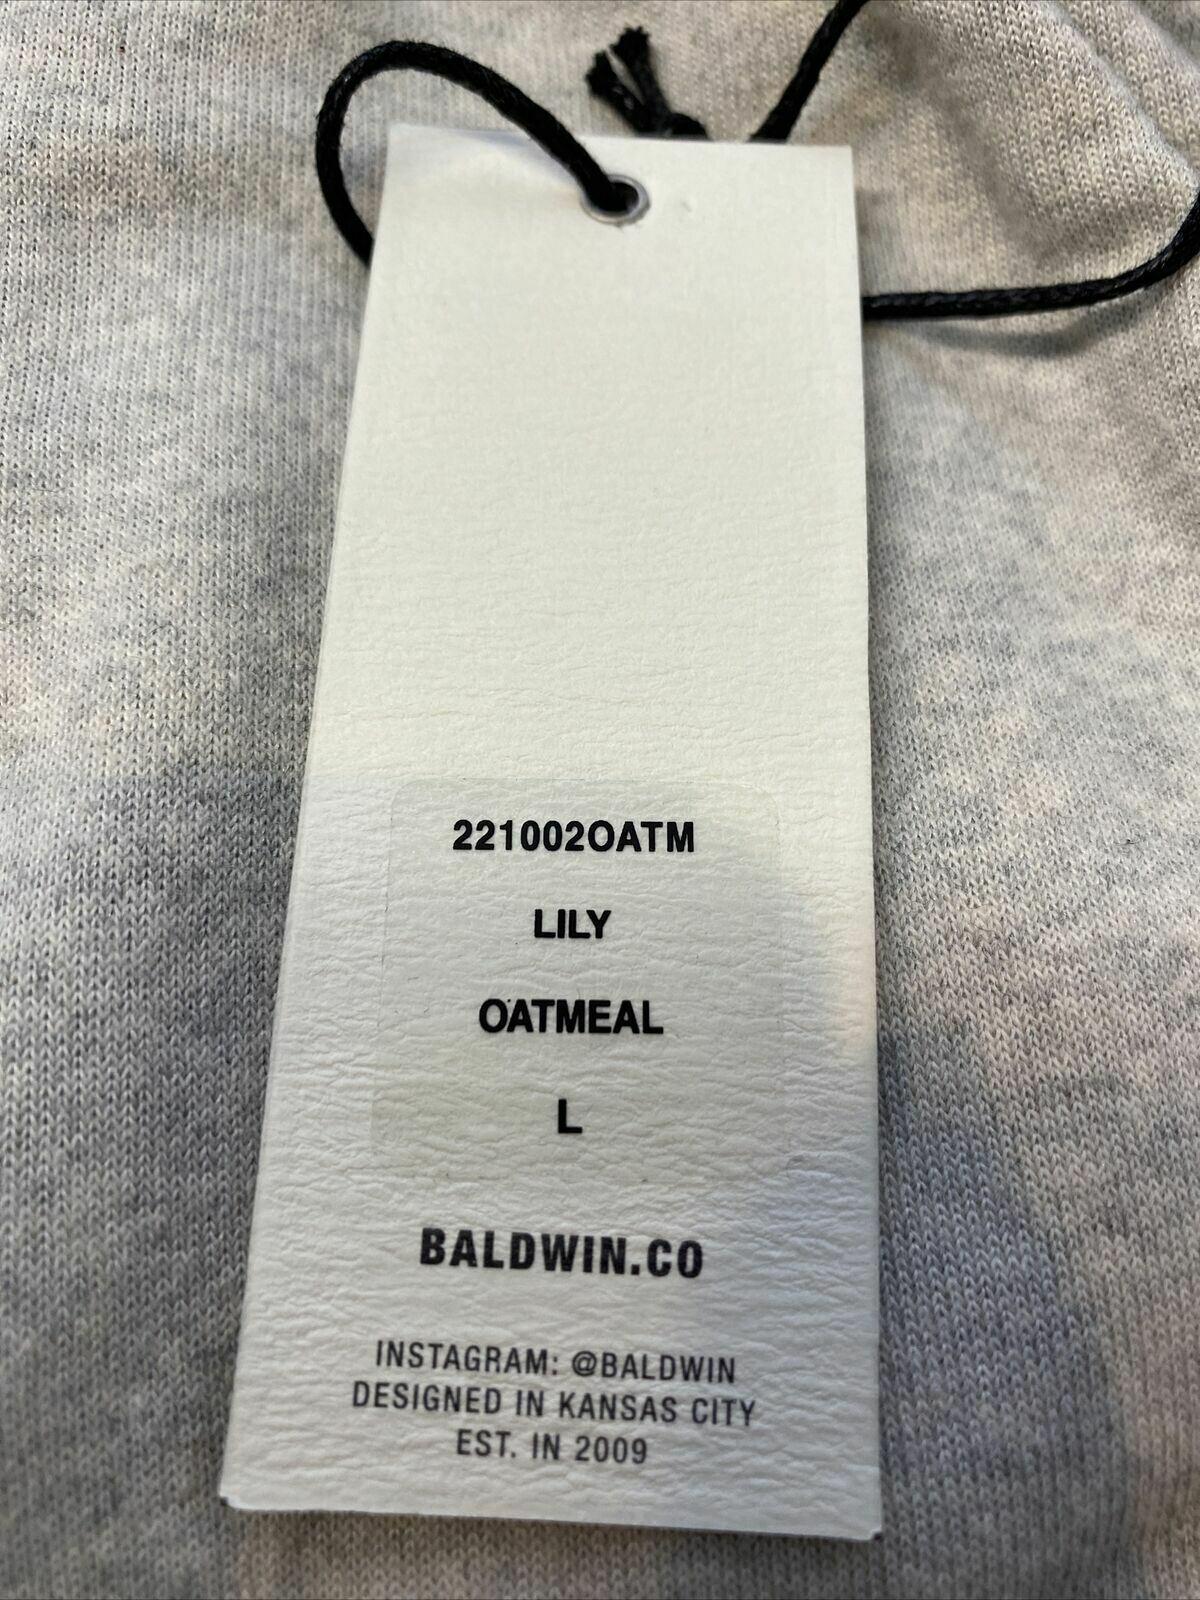 221002OATM
LILY
OATMEAL
L
BALDWIN.CO
INSTAGRAM: @BALDWIN
DESIGNED IN KANSAS CITY
EST. IN 2009